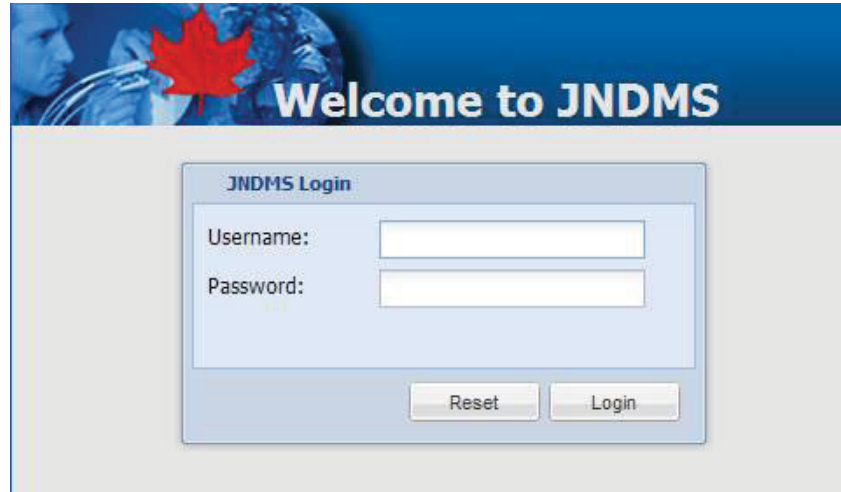 Welcome to JNDMS
JNDMS Login
Username:
Password:
Reset Login